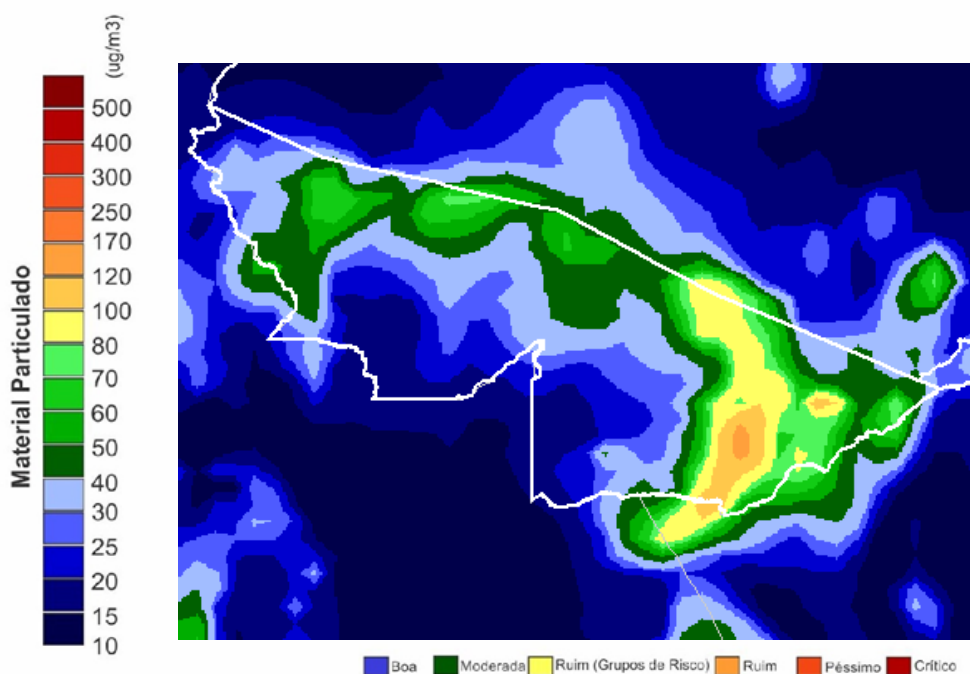 (ug/m3)
Material Particulado
500
400
300
250
170
120
100
80
70
60
50
40
30
25
20
15
10
Boa
Moderada
Ruim (Grupos de Risco)
Ruim
Péssimo
Crítico